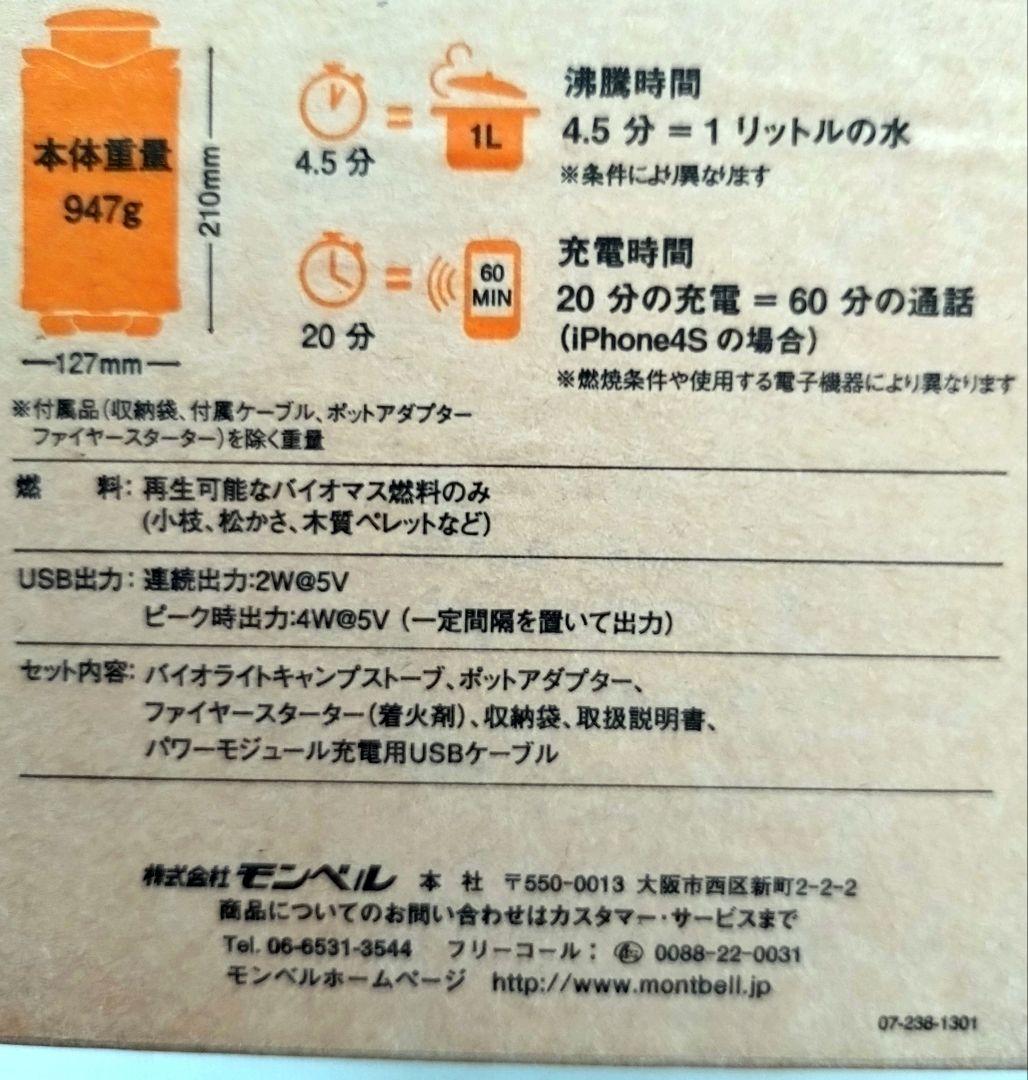 本体重量
947g
210mm
127mm
4.5 分
=
1L
沸騰時間
4.5 分 = 1 リットルの水
※条件により異なります
20 分
=
60
MIN
充電時間
20 分の充電 = 60 分の通話
(iPhone4S の場合)
※燃焼条件や使用する電子機器により異なります
※付属品(収納袋、付属ケーブル、ポットアダプター
ファイヤースターター)を除く重量
燃　料: 再生可能なバイオマス燃料のみ
(小枝、松かさ、木質ペレットなど)
USB出力: 連続出力:2W@5V
ピーク時出力:4W@5V (一定間隔を置いて出力)
セット内容: バイオライトキャンプストーブ、ポットアダプター、
ファイヤースターター(着火剤)、収納袋、取扱説明書、
パワーモジュール充電用USBケーブル
株式会社 モンベル 本 社 〒550-0013 大阪市西区新町2-2-2
商品についてのお問い合わせはカスタマー・サービスまで
Tel. 06-6531-3544 フリーコール: 0088-22-0031
モンベルホームページ http://www.montbell.jp
07-238-1301